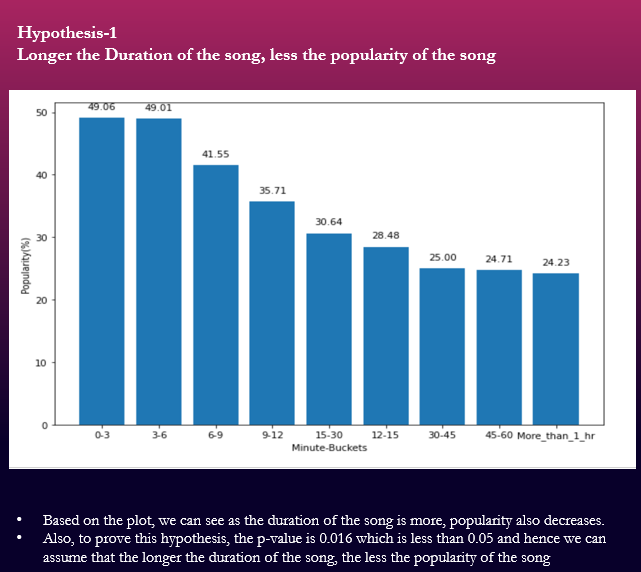 Hypothesis-1
Longer the Duration of the song, less the popularity of the song
49.06
49.01
41.55
35.71
30.64
28.48
25.00
24.71
24.23
50
40
30
20
10
0
Popularity(%)
0-3
3-6
6-9
9-12
15-30
12-15
30-45
45-60
More_than_1_hr
Minute-Buckets
• Based on the plot, we can see as the duration of the song is more, popularity also decreases.
• Also, to prove this hypothesis, the p-value is 0.016 which is less than 0.05 and hence we can
assume that the longer the duration of the song, the less the popularity of the song